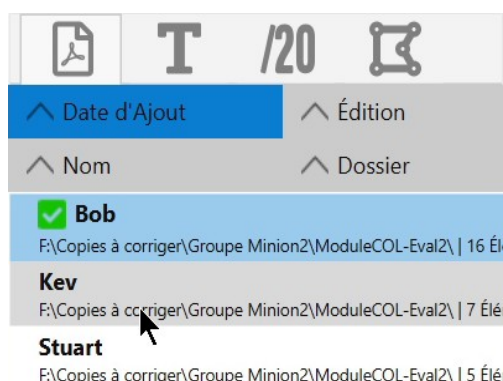 T /20
Date d'Ajout Édition
Nom Dossier
Bob
F:\Copies à corriger\Groupe Minion2\ModuleCOL-Eval2\ | 16 Él
Kev
F:\Copies à corriger\Groupe Minion2\ModuleCOL-Eval2\ | 7 Élé
Stuart
F:\Copies à corriger\Groupe Minion2\ModuleCOL-Eval2\ | 5 Élé